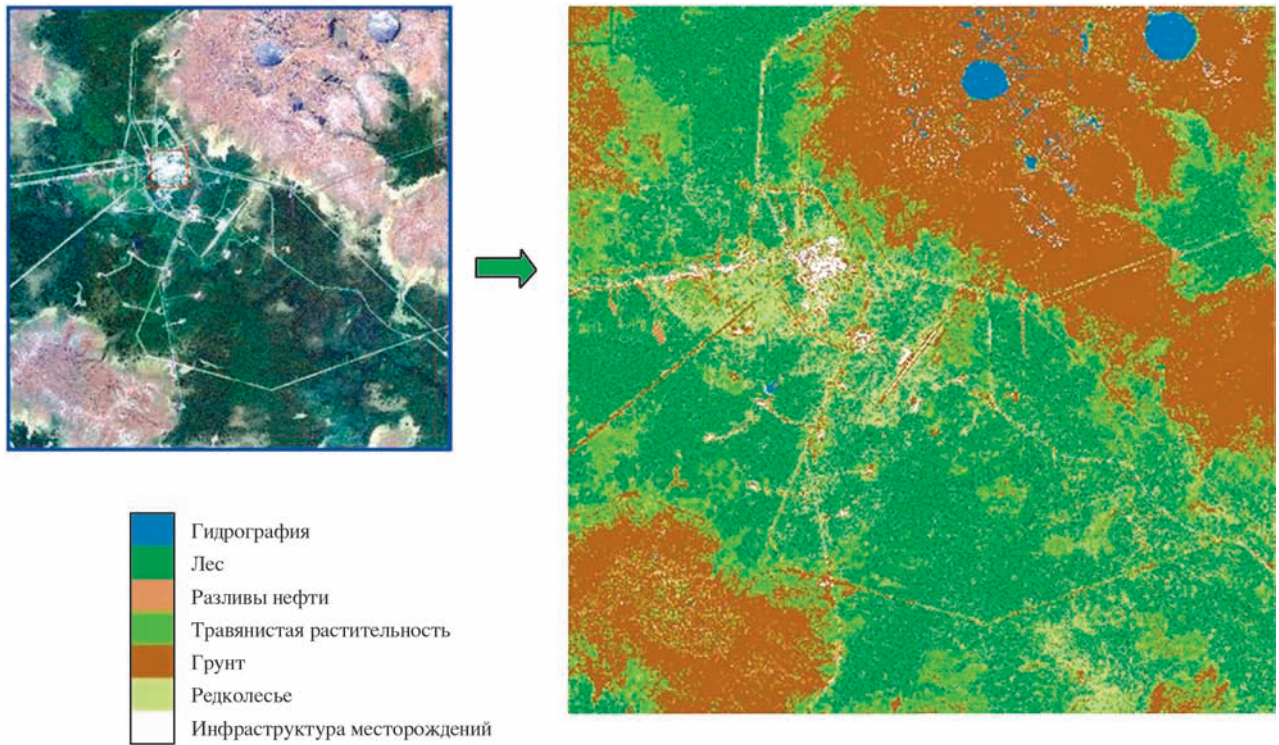 Гидрография
Лес
Разливы нефти
Травянистая растительность
Грунт
Редколесье
Инфраструктура месторождений